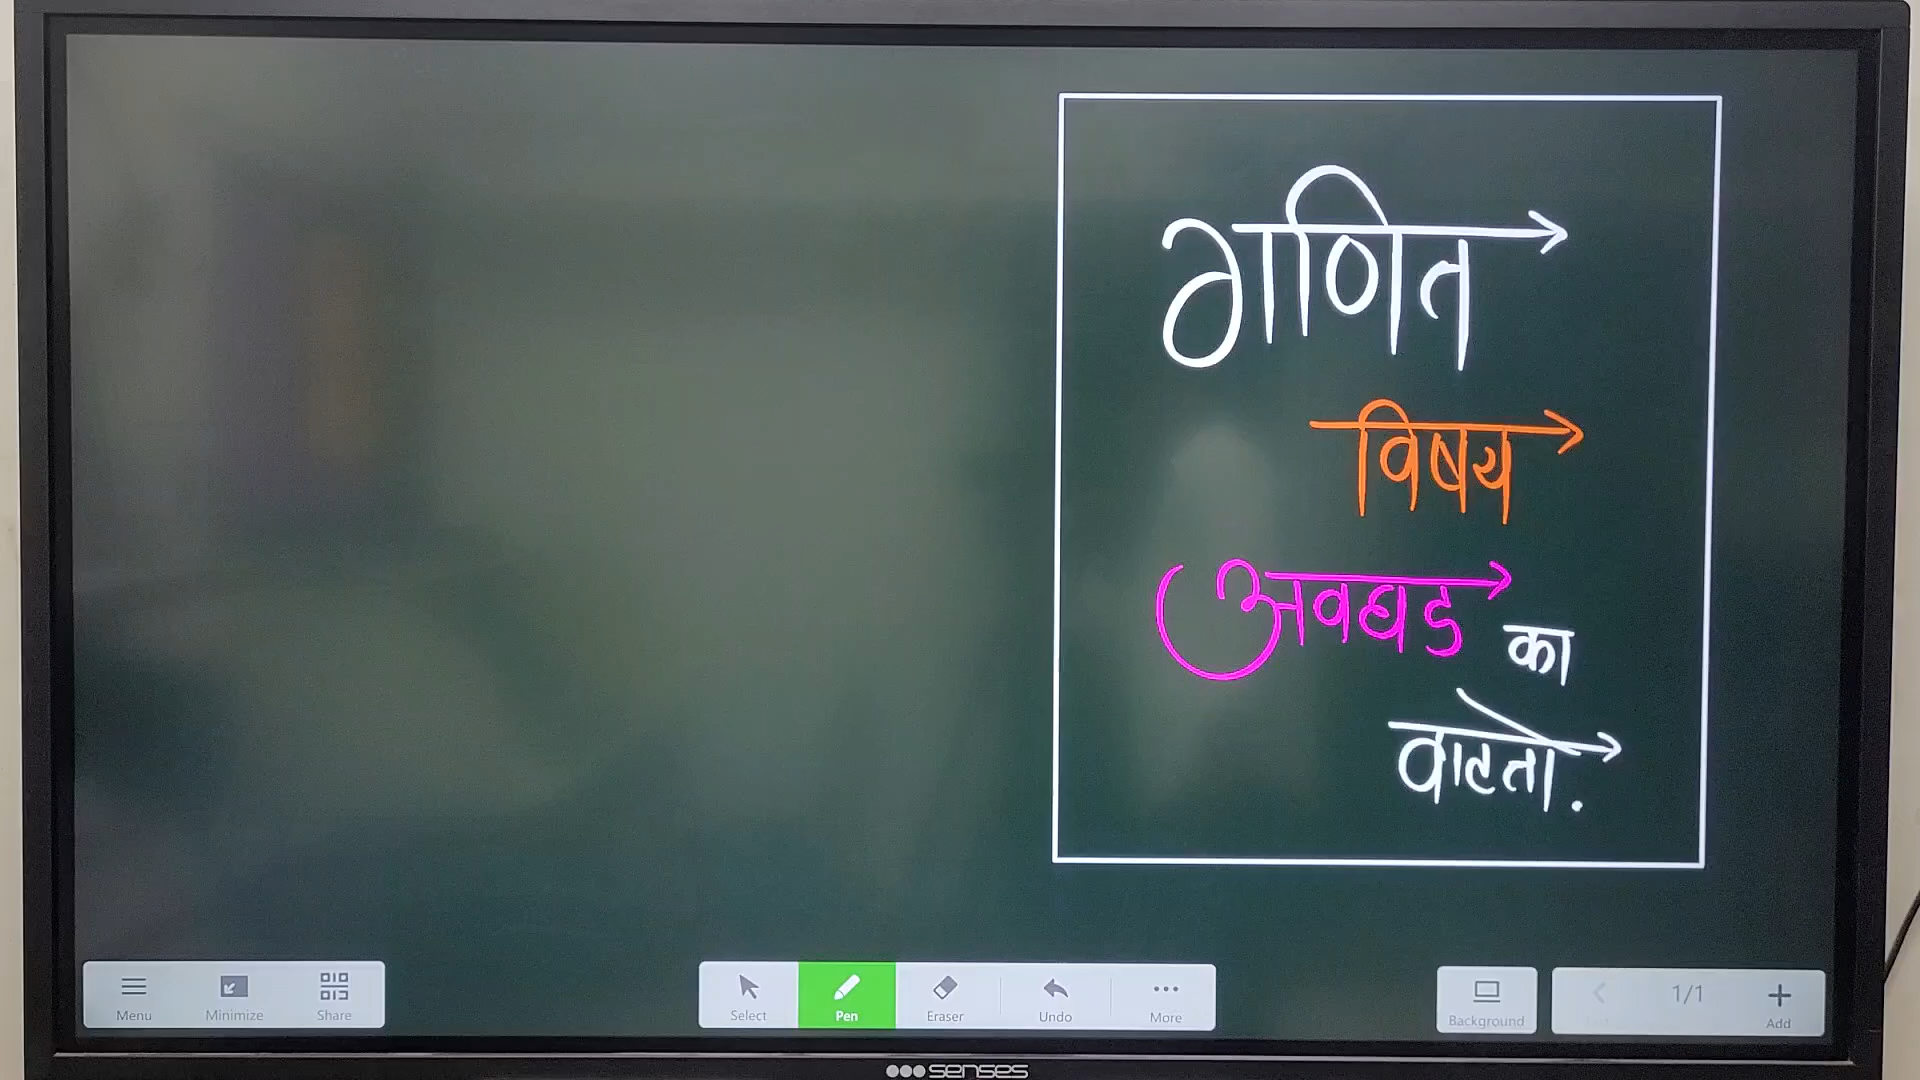 गणित
विषय
अवघड का
वाटतो.
Menu
Minimize
Share
Select
Pen
Eraser
Undo
More
Background
1/1
Add
senses